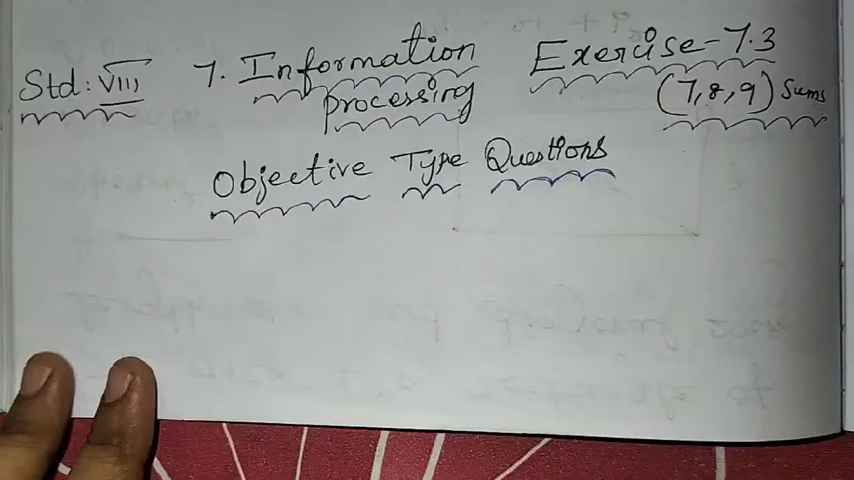 Std: VIII 7. Information Exercise-7.3
processing (7,8,9) Sums
Objective Type Questions